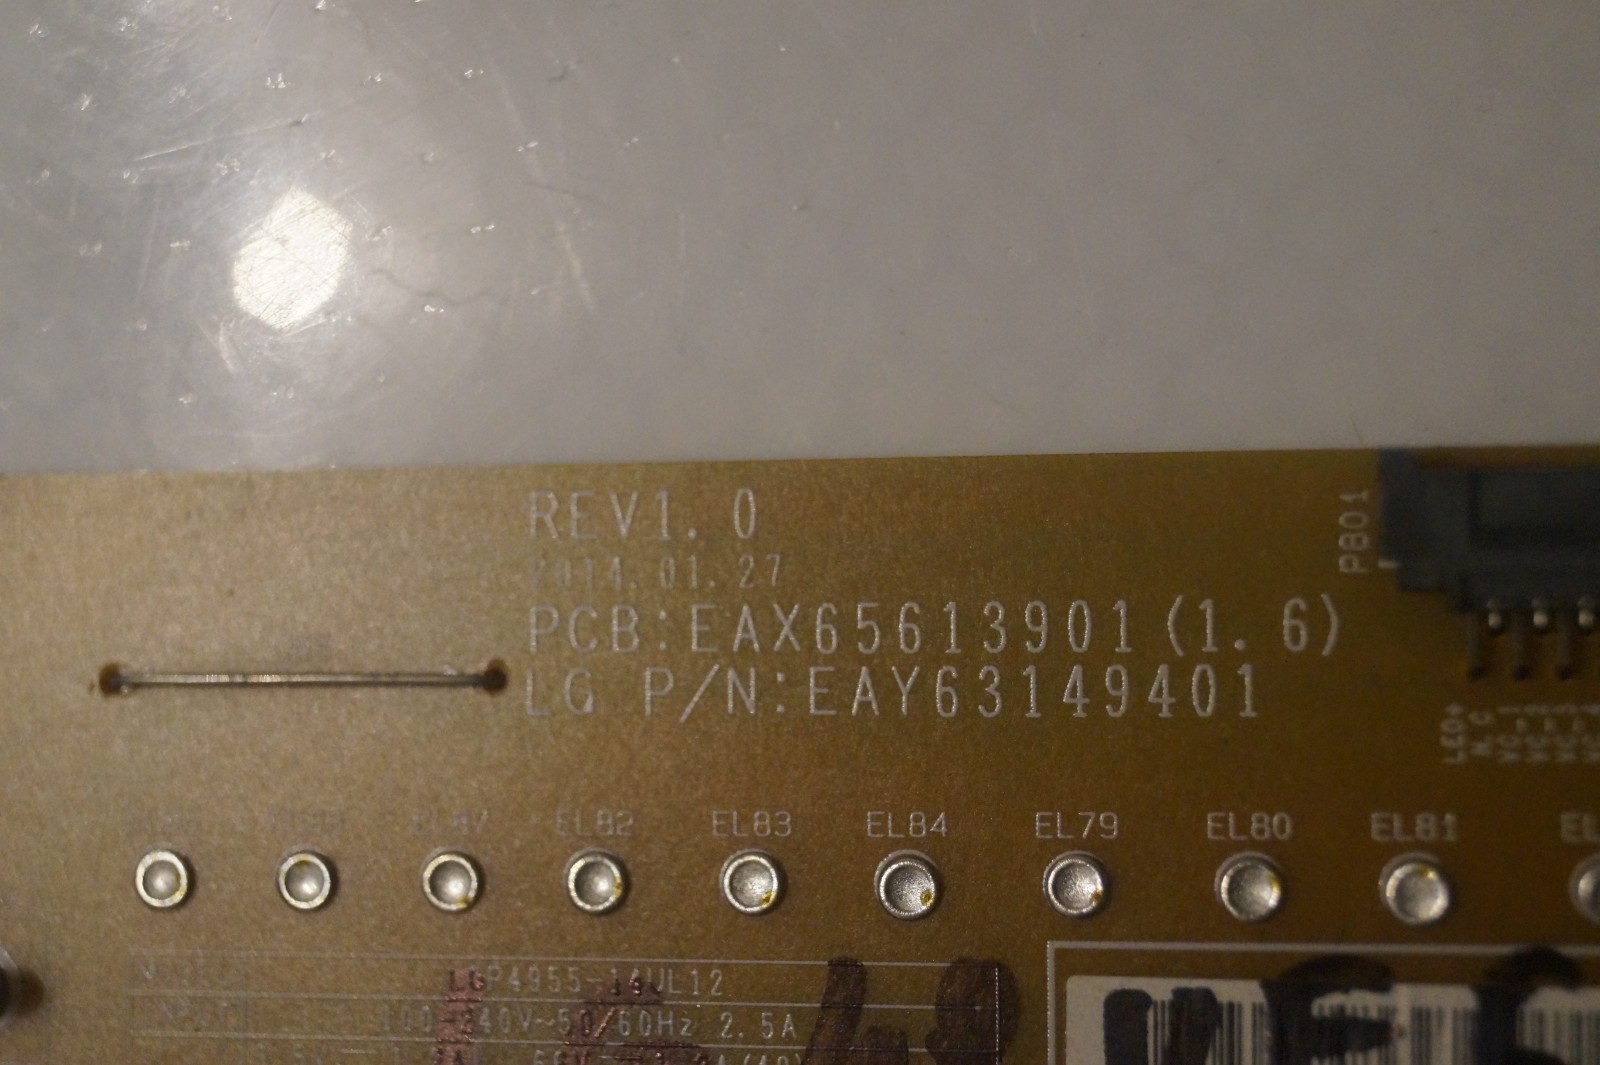 REV1.0
2014.01.27
PCB:EAX65613901(1.6)
LG P/N:EAY63149401
P801
LED+
N.C
EL82 EL83 EL84 EL79 EL80 EL81
LGP4955-14UL12
100-240V~50/60Hz 2.5A